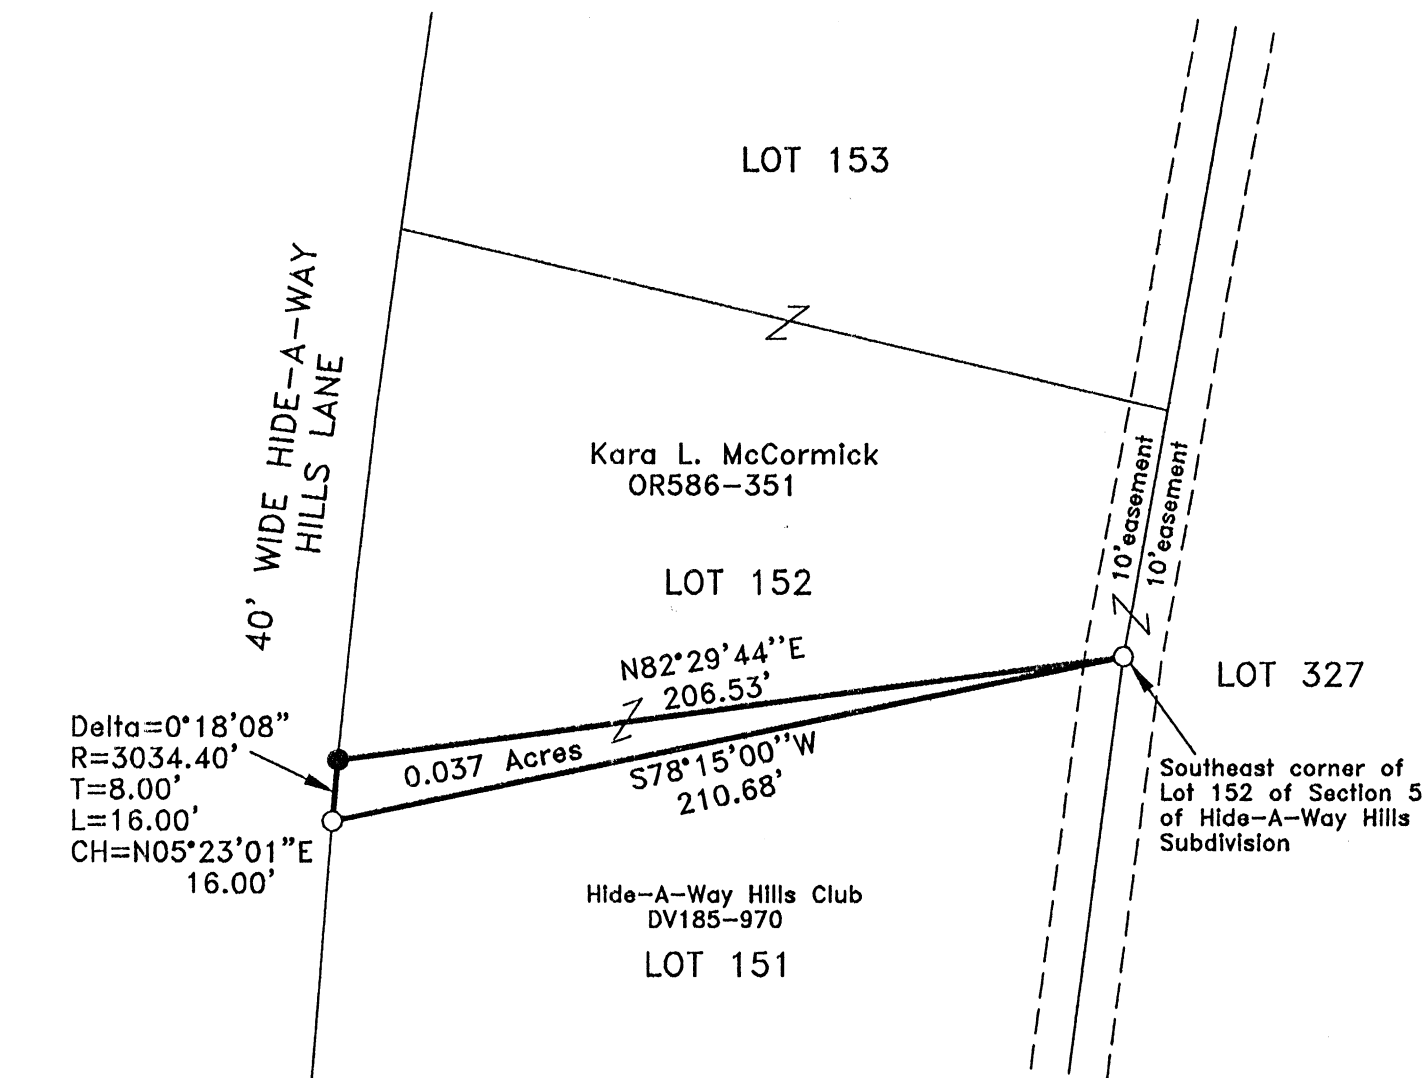 LOT 153
40' WIDE HIDE-A-WAY
HILLS LANE
Kara L. McCormick
OR586-351
10'easement
10'easement
LOT 152
N82°29'44"E
206.53'
LOT 327
Delta=0°18'08"
R=3034.40'
T=8.00'
L=16.00'
CH=N05°23'01"E
16.00'
0.037 Acres
S78°15'00"W
210.68'
Southeast corner of
Lot 152 of Section 5
of Hide-A-Way Hills
Subdivision
Hide-A-Way Hills Club
DV185-970
LOT 151